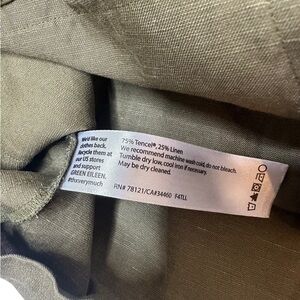 We'd like our
clothes back.
Recycle them at
our US stores
and support
GREEN EILEEN.
#thxverymuch
75% Tencel®, 25% Linen
We recommend machine wash cold, do not bleach.
Tumble dry low, cool iron if necessary.
May be dry cleaned.
RN# 78121/CA#34460 F4TLL